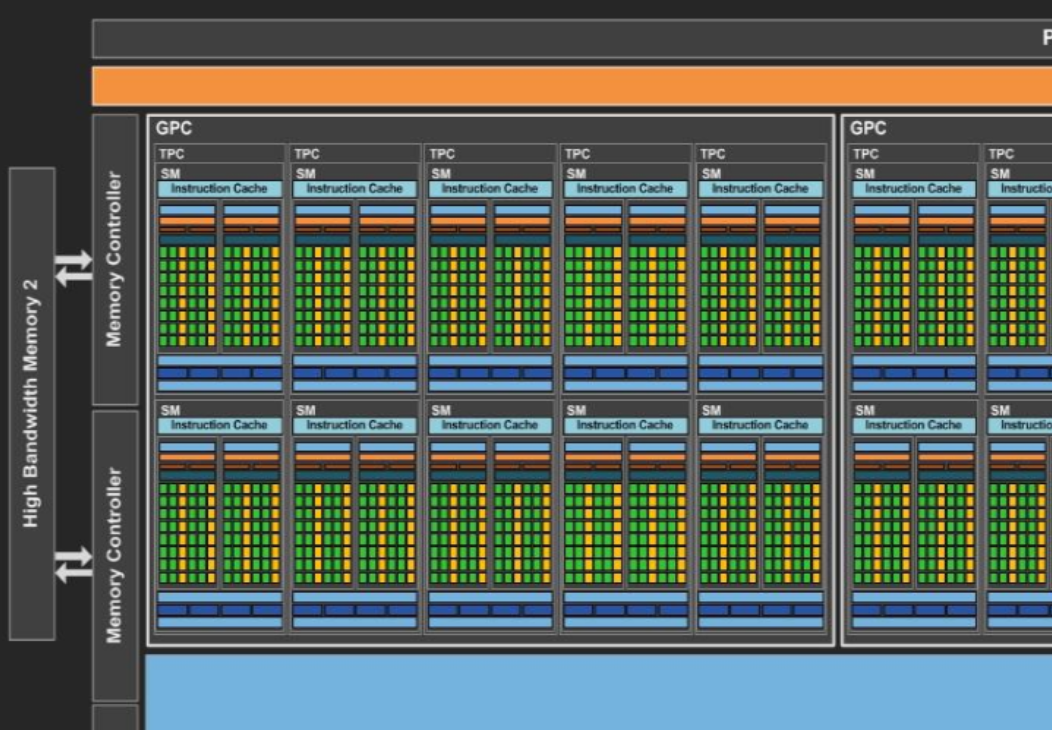 P
GPC
GPC
TPC
TPC
TPC
TPC
TPC
TPC
TPC
SM
SM
SM
SM
SM
SM
SM
Instruction Cache
Instruction Cache
Instruction Cache
Instruction Cache
Instruction Cache
Instruction Cache
Instructio
High Bandwidth Memory 2
Memory Controller
SM
SM
SM
SM
SM
SM
SM
Instruction Cache
Instruction Cache
Instruction Cache
Instruction Cache
Instruction Cache
Instruction Cache
Instructio
Memory Controller